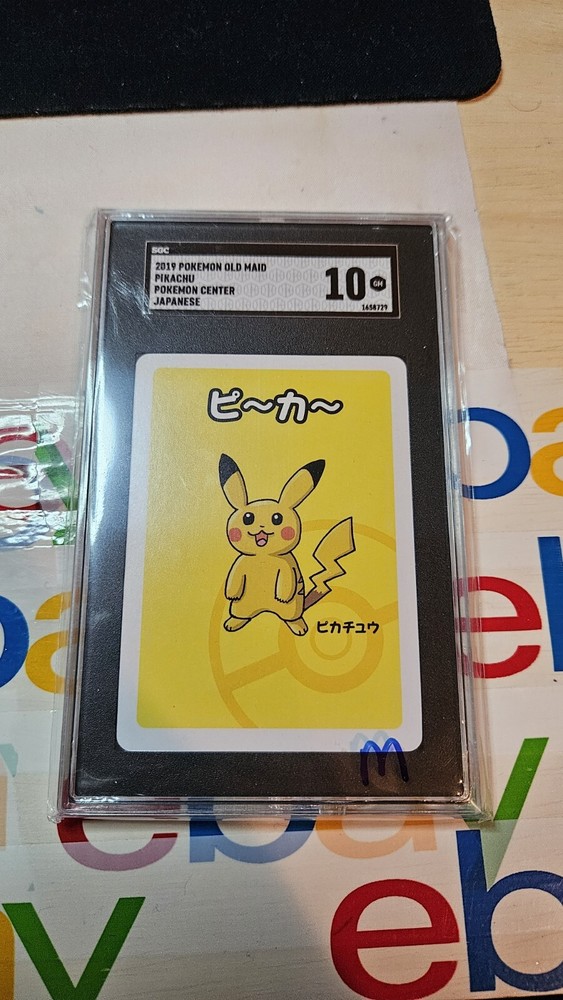 SGC
2019 POKEMON OLD MAID
PIKACHU
POKEMON CENTER
JAPANESE
10 GM
1658729
ピ〜カ〜
ピカチュウ
m
ebay
ebay
ebay
eb